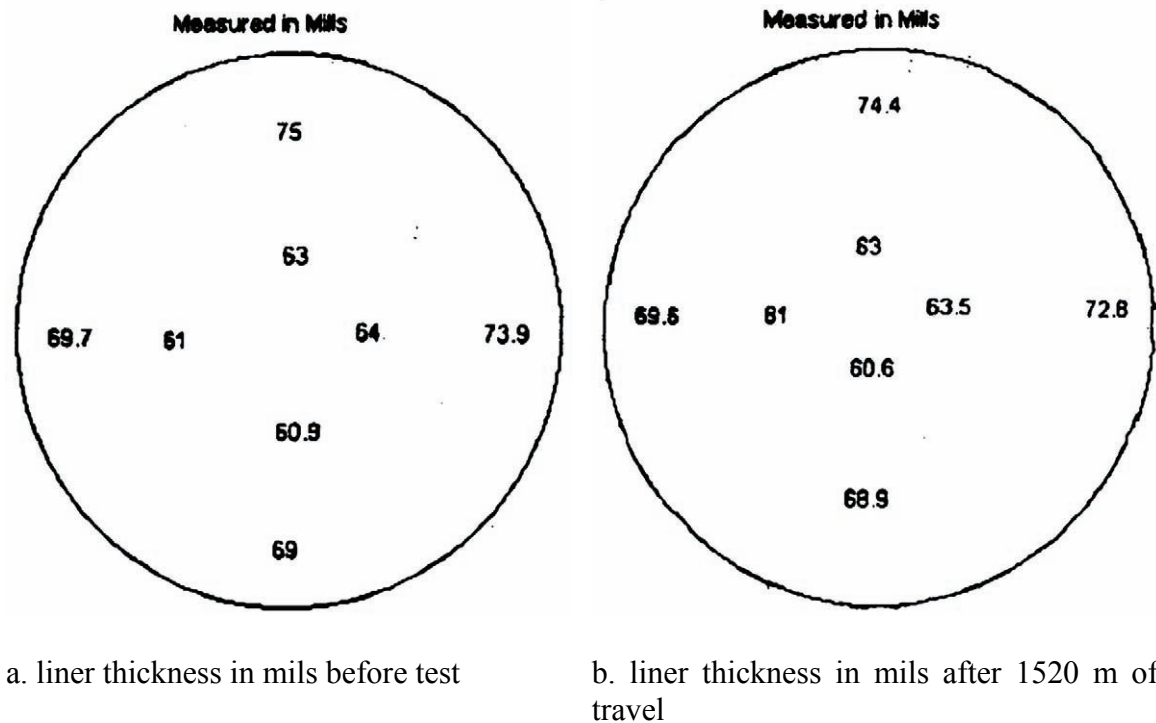 Measured in Mills
75
63
69.7 61 64 73.9
60.9
69
a. liner thickness in mils before test
Measured in Mills
74.4
63
69.6 61 63.5 72.8
60.6
68.9
b. liner thickness in mils after 1520 m of
travel